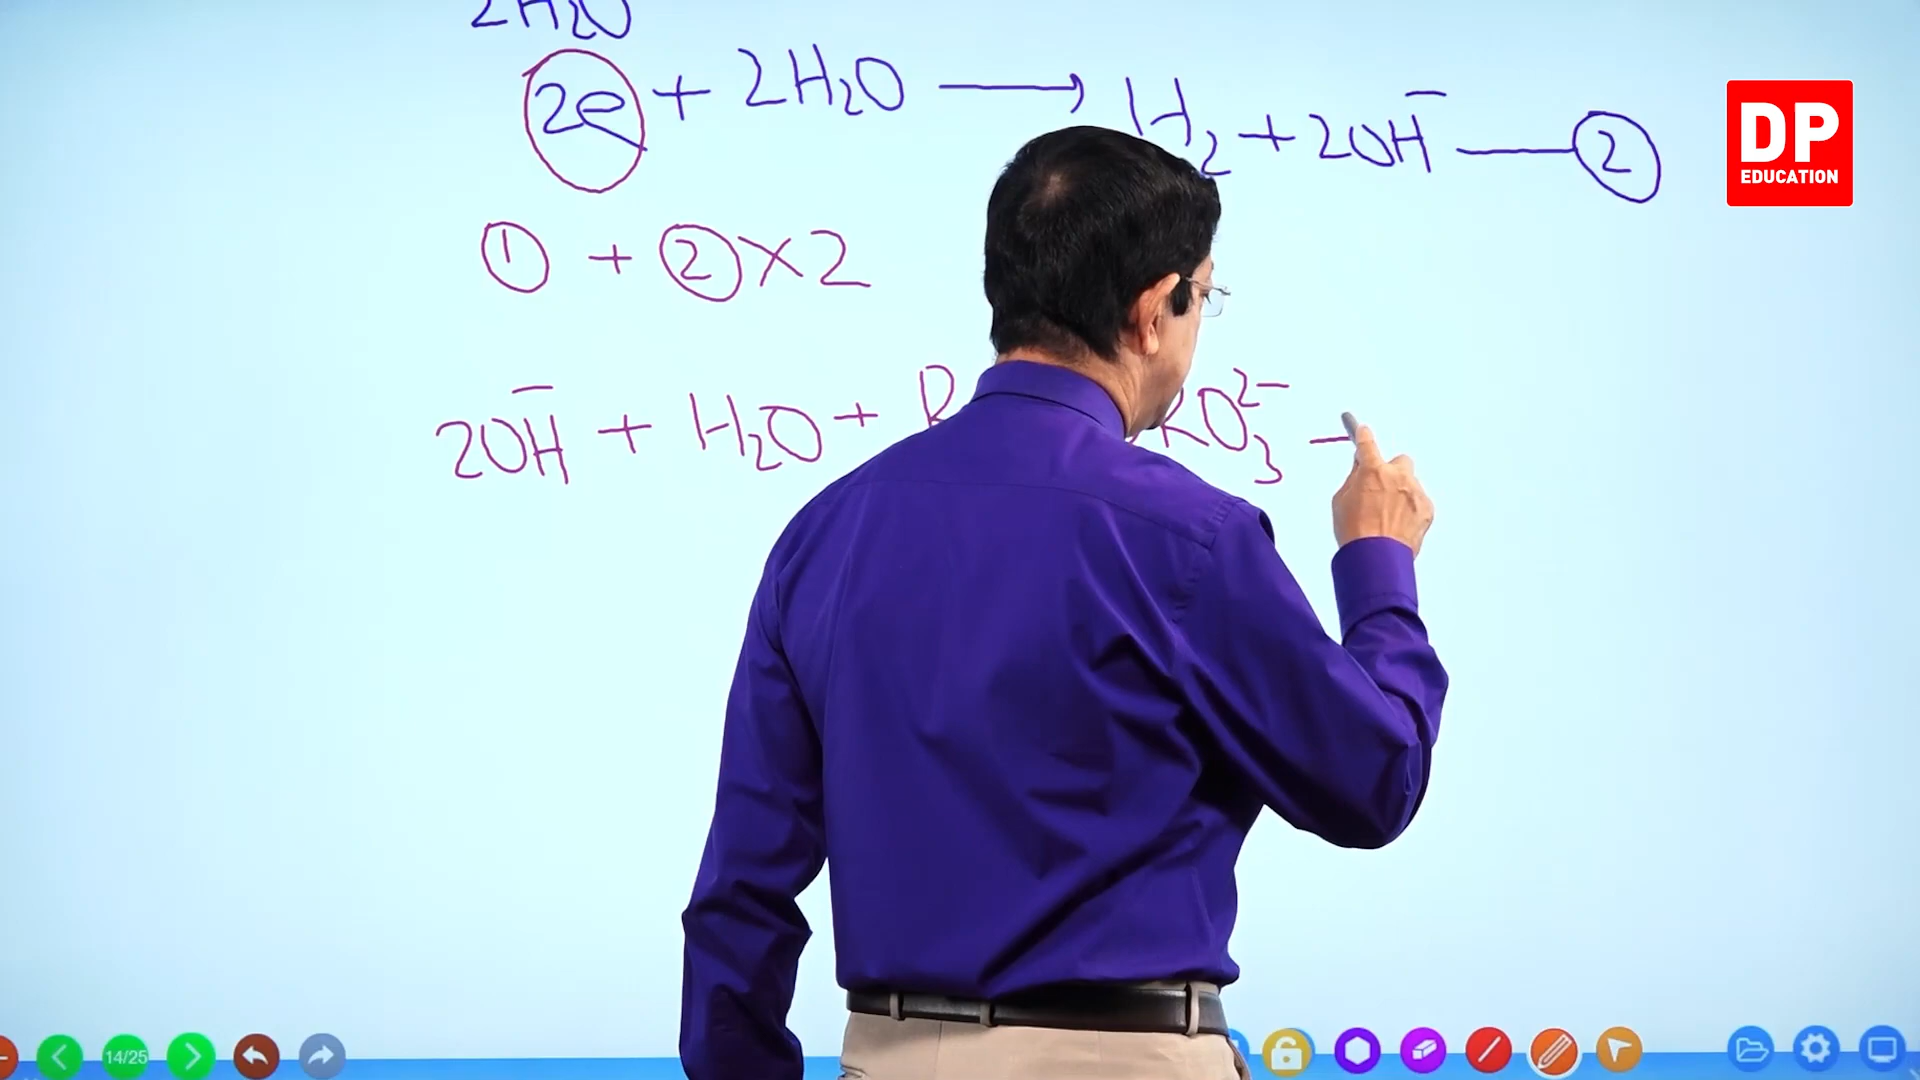 2H₂O
2e + 2H₂O ⟶ H₂ + 2OH̄ — ②
① + ② × 2
2OH̄ + H₂O + R RO₃²⁻ –
DP
EDUCATION
14/25